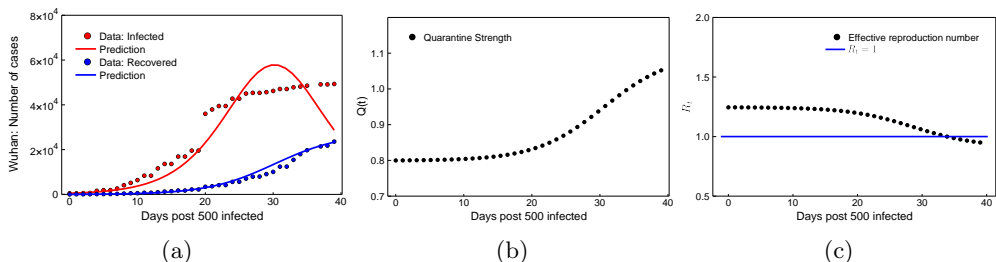 8×10⁴
6×10⁴
4×10⁴
2×10⁴
0
Wuhan: Number of cases
Data: Infected
Prediction
Data: Recovered
Prediction
0 10 20 30 40
Days post 500 infected
(a)
1.1
1.0
0.9
0.8
0.7
Q(t)
Quarantine Strength
0 10 20 30 40
Days post 500 infected
(b)
2.0
1.5
1.0
0.5
Rₜ
Effective reproduction number
Rₜ = 1
0 10 20 30 40
Days post 500 infected
(c)